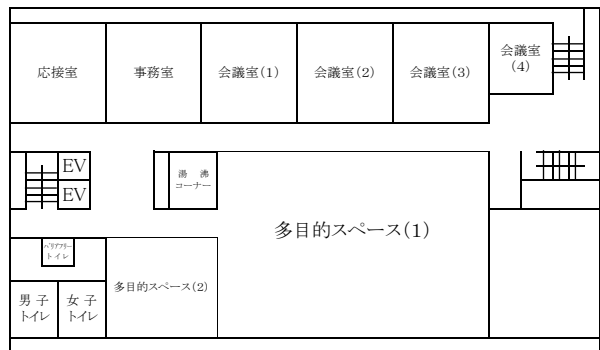 応接室
事務室
会議室(1)
会議室(2)
会議室(3)
会議室
(4)
EV
EV
湯 沸
コーナー
多目的スペース(1)
バリアフリー
トイレ
多目的スペース(2)
男 子
トイレ
女 子
トイレ